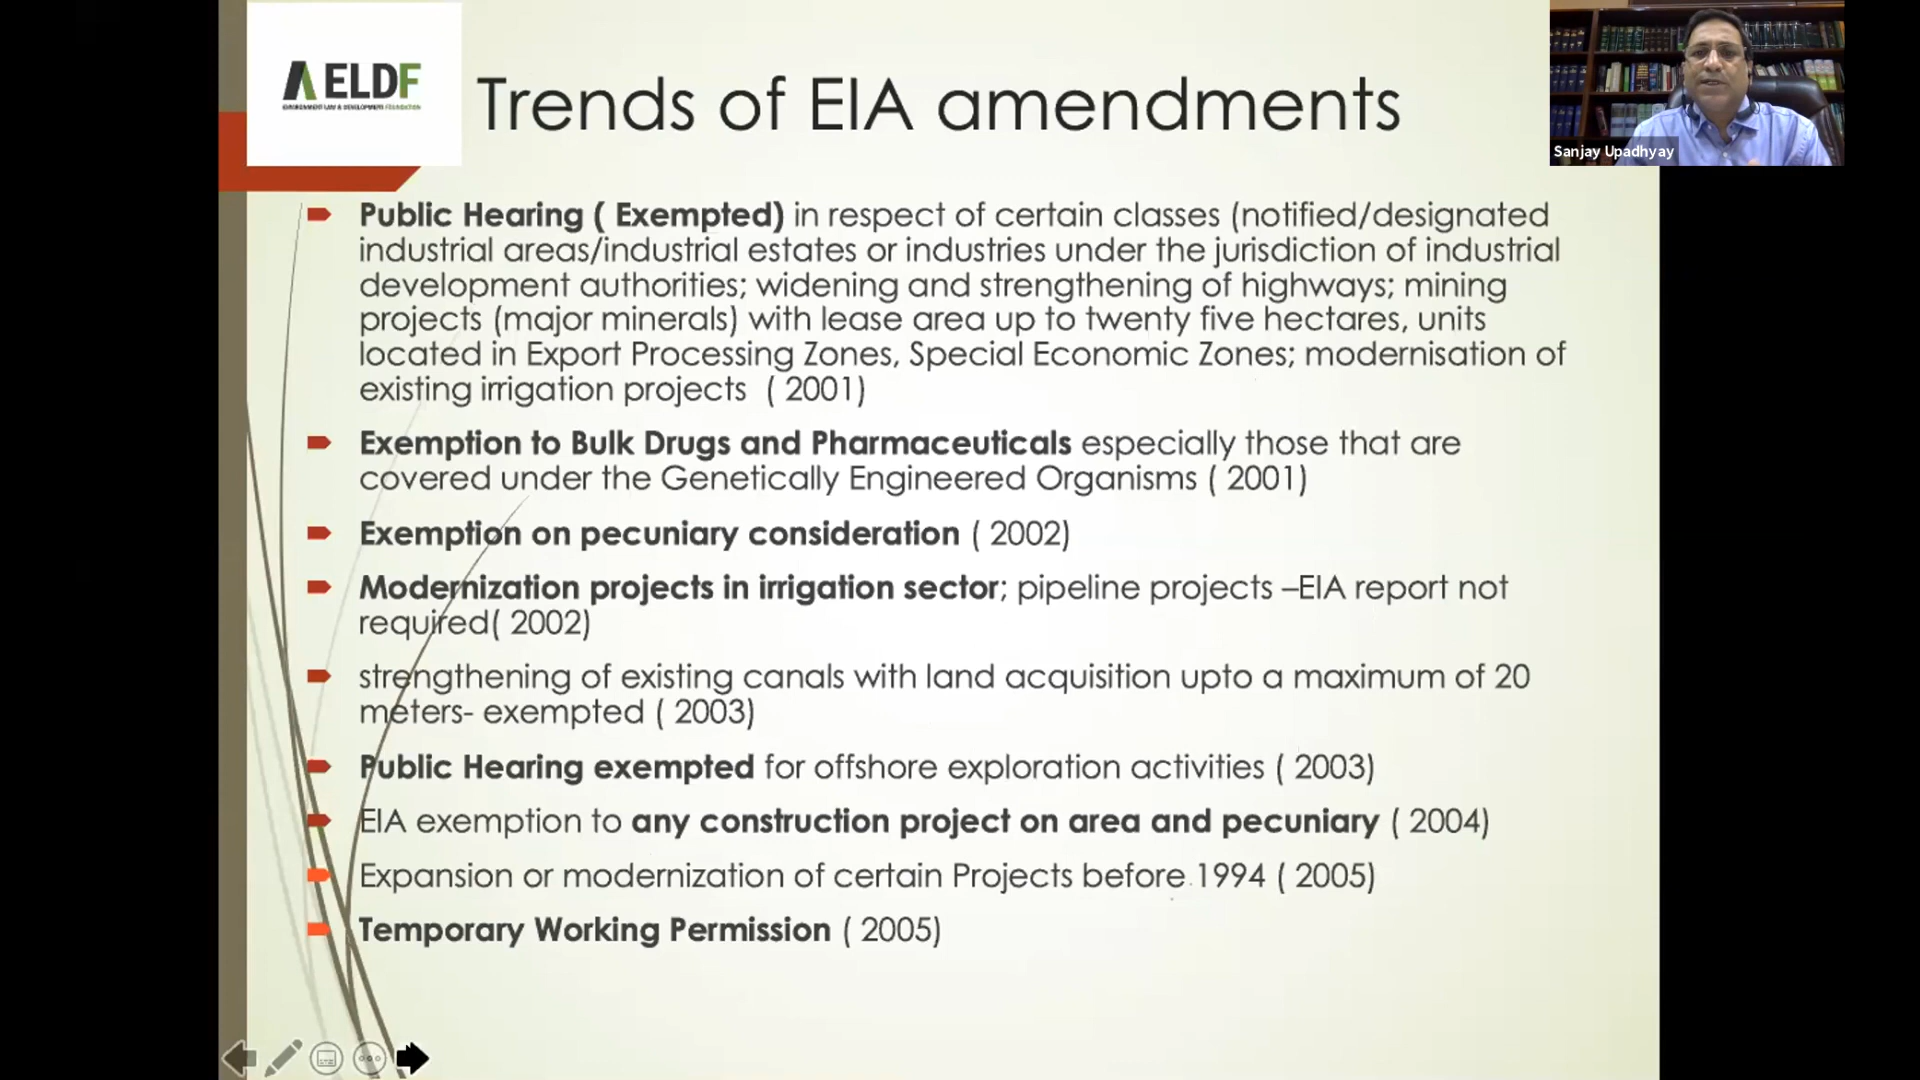 ELDF
ENVIRONMENT LAW & DEVELOPMENT FOUNDATION
Trends of EIA amendments
Sanjay Upadhyay
Public Hearing ( Exempted) in respect of certain classes (notified/designated
industrial areas/industrial estates or industries under the jurisdiction of industrial
development authorities; widening and strengthening of highways; mining
projects (major minerals) with lease area up to twenty five hectares, units
located in Export Processing Zones, Special Economic Zones; modernisation of
existing irrigation projects ( 2001)
Exemption to Bulk Drugs and Pharmaceuticals especially those that are
covered under the Genetically Engineered Organisms ( 2001)
Exemption on pecuniary consideration ( 2002)
Modernization projects in irrigation sector; pipeline projects –EIA report not
required( 2002)
strengthening of existing canals with land acquisition upto a maximum of 20
meters- exempted ( 2003)
Public Hearing exempted for offshore exploration activities ( 2003)
EIA exemption to any construction project on area and pecuniary ( 2004)
Expansion or modernization of certain Projects before 1994 ( 2005)
Temporary Working Permission ( 2005)